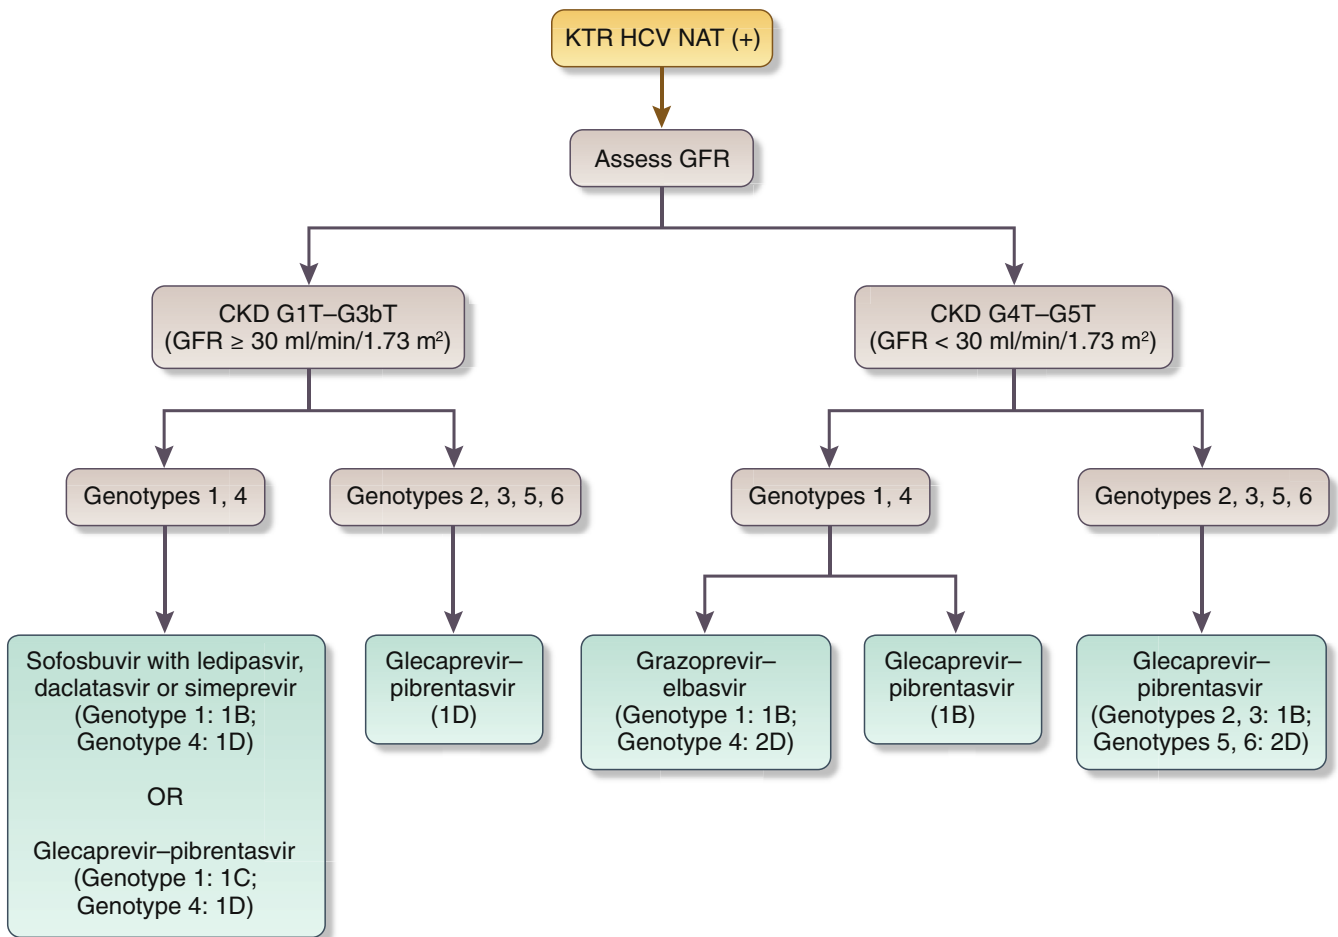 KTR HCV NAT (+)
Assess GFR
CKD G1T–G3bT
(GFR ≥ 30 ml/min/1.73 m²)
CKD G4T–G5T
(GFR < 30 ml/min/1.73 m²)
Genotypes 1, 4
Genotypes 2, 3, 5, 6
Genotypes 1, 4
Genotypes 2, 3, 5, 6
Sofosbuvir with ledipasvir,
daclatasvir or simeprevir
(Genotype 1: 1B;
Genotype 4: 1D)
OR
Glecaprevir–pibrentasvir
(Genotype 1: 1C;
Genotype 4: 1D)
Glecaprevir–
pibrentasvir
(1D)
Grazoprevir–
elbasvir
(Genotype 1: 1B;
Genotype 4: 2D)
Glecaprevir–
pibrentasvir
(1B)
Glecaprevir–
pibrentasvir
(Genotypes 2, 3: 1B;
Genotypes 5, 6: 2D)